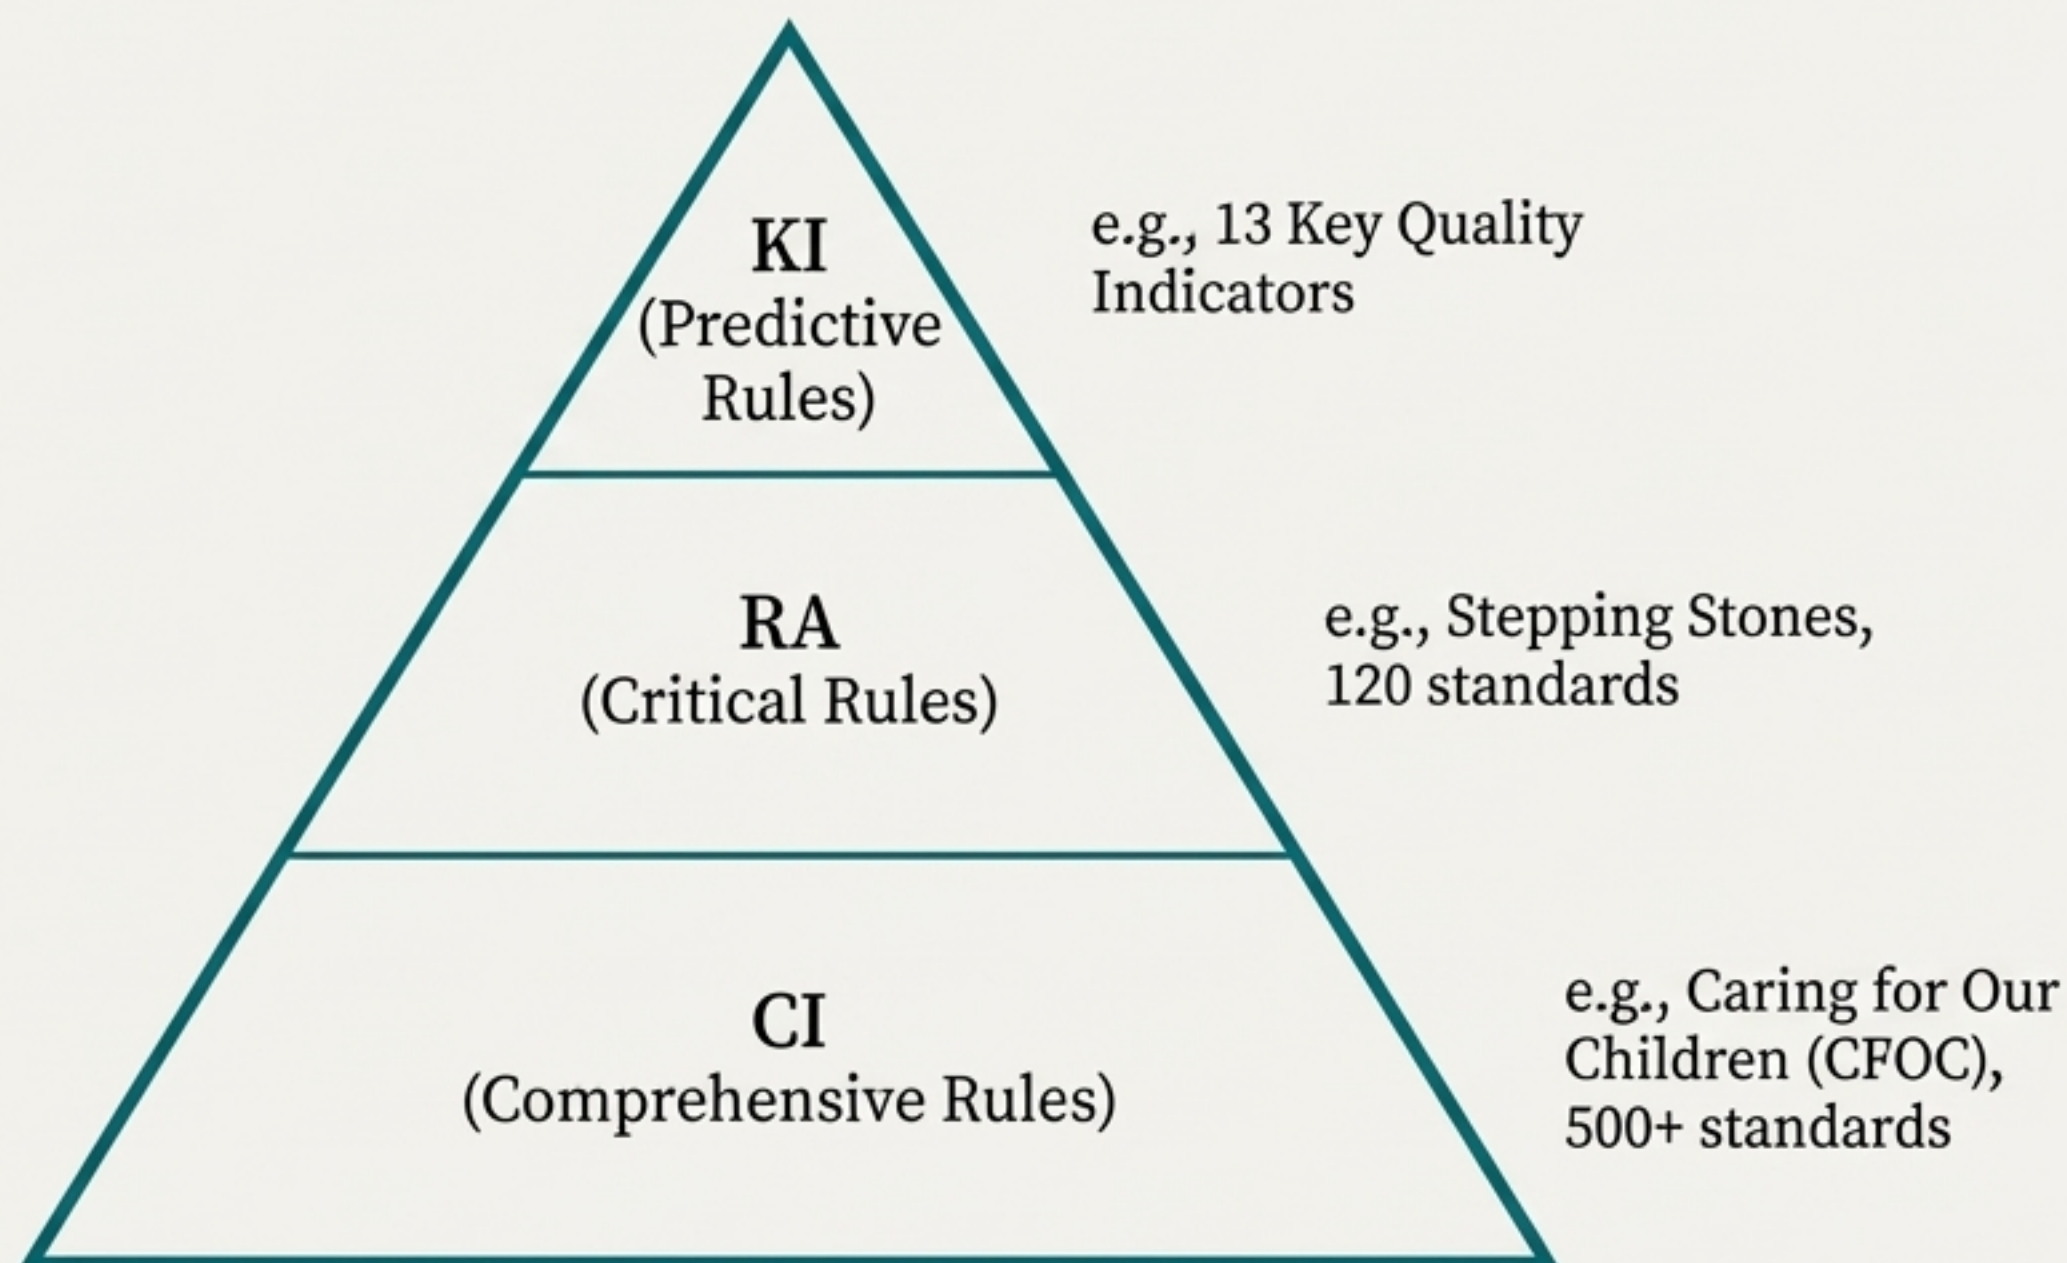 KI
(Predictive
Rules)
e.g., 13 Key Quality
Indicators
RA
(Critical Rules)
e.g., Stepping Stones,
120 standards
CI
(Comprehensive Rules)
e.g., Caring for Our
Children (CFOC),
500+ standards